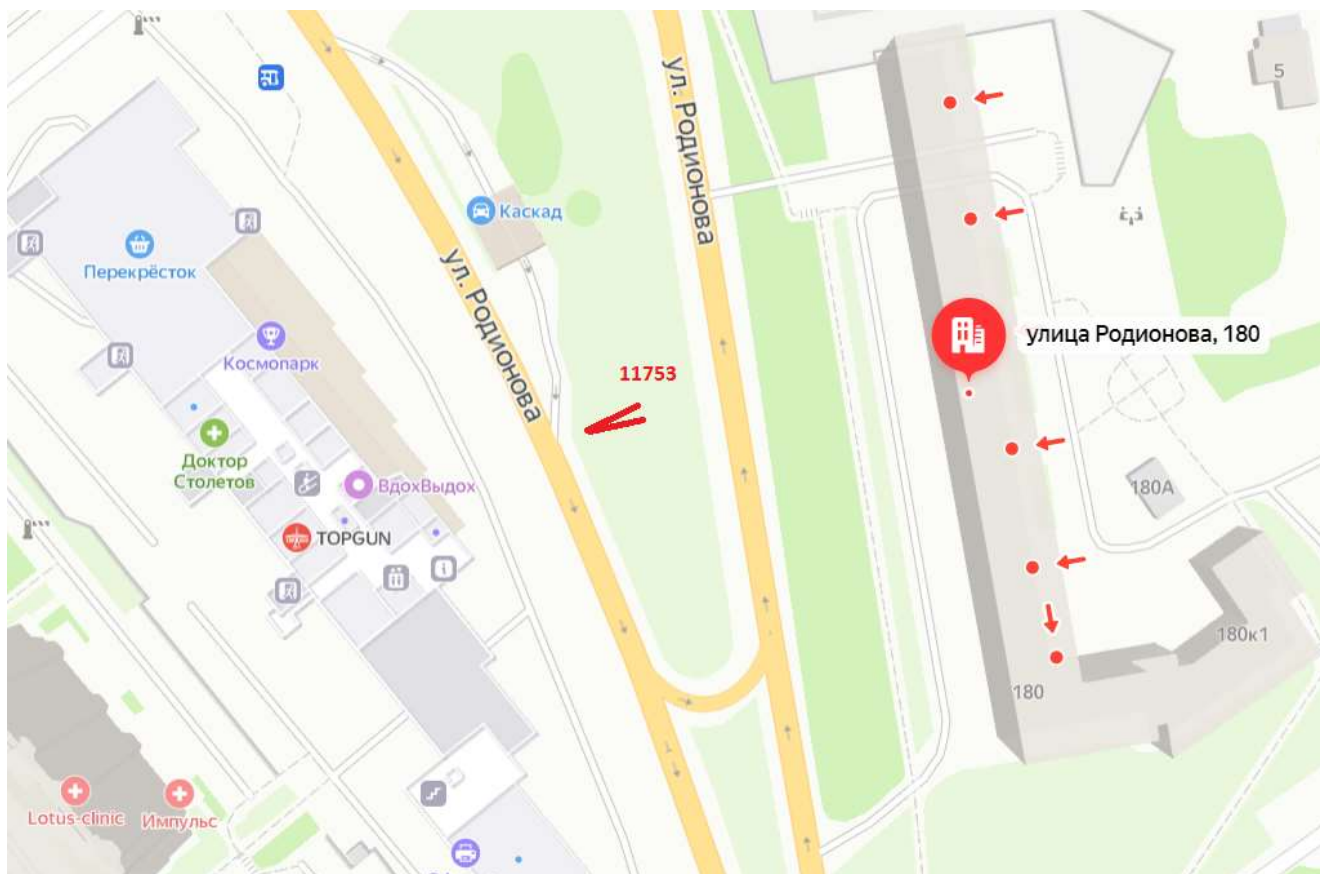 ул. Родионова
5
Каскад
Перекрёсток
ул. Родионова
улица Родионова, 180
Космопарк
11753
Доктор
Столетов
ВдохВыдох
180А
TOPGUN
180к1
180
Lotus-clinic
Импульс